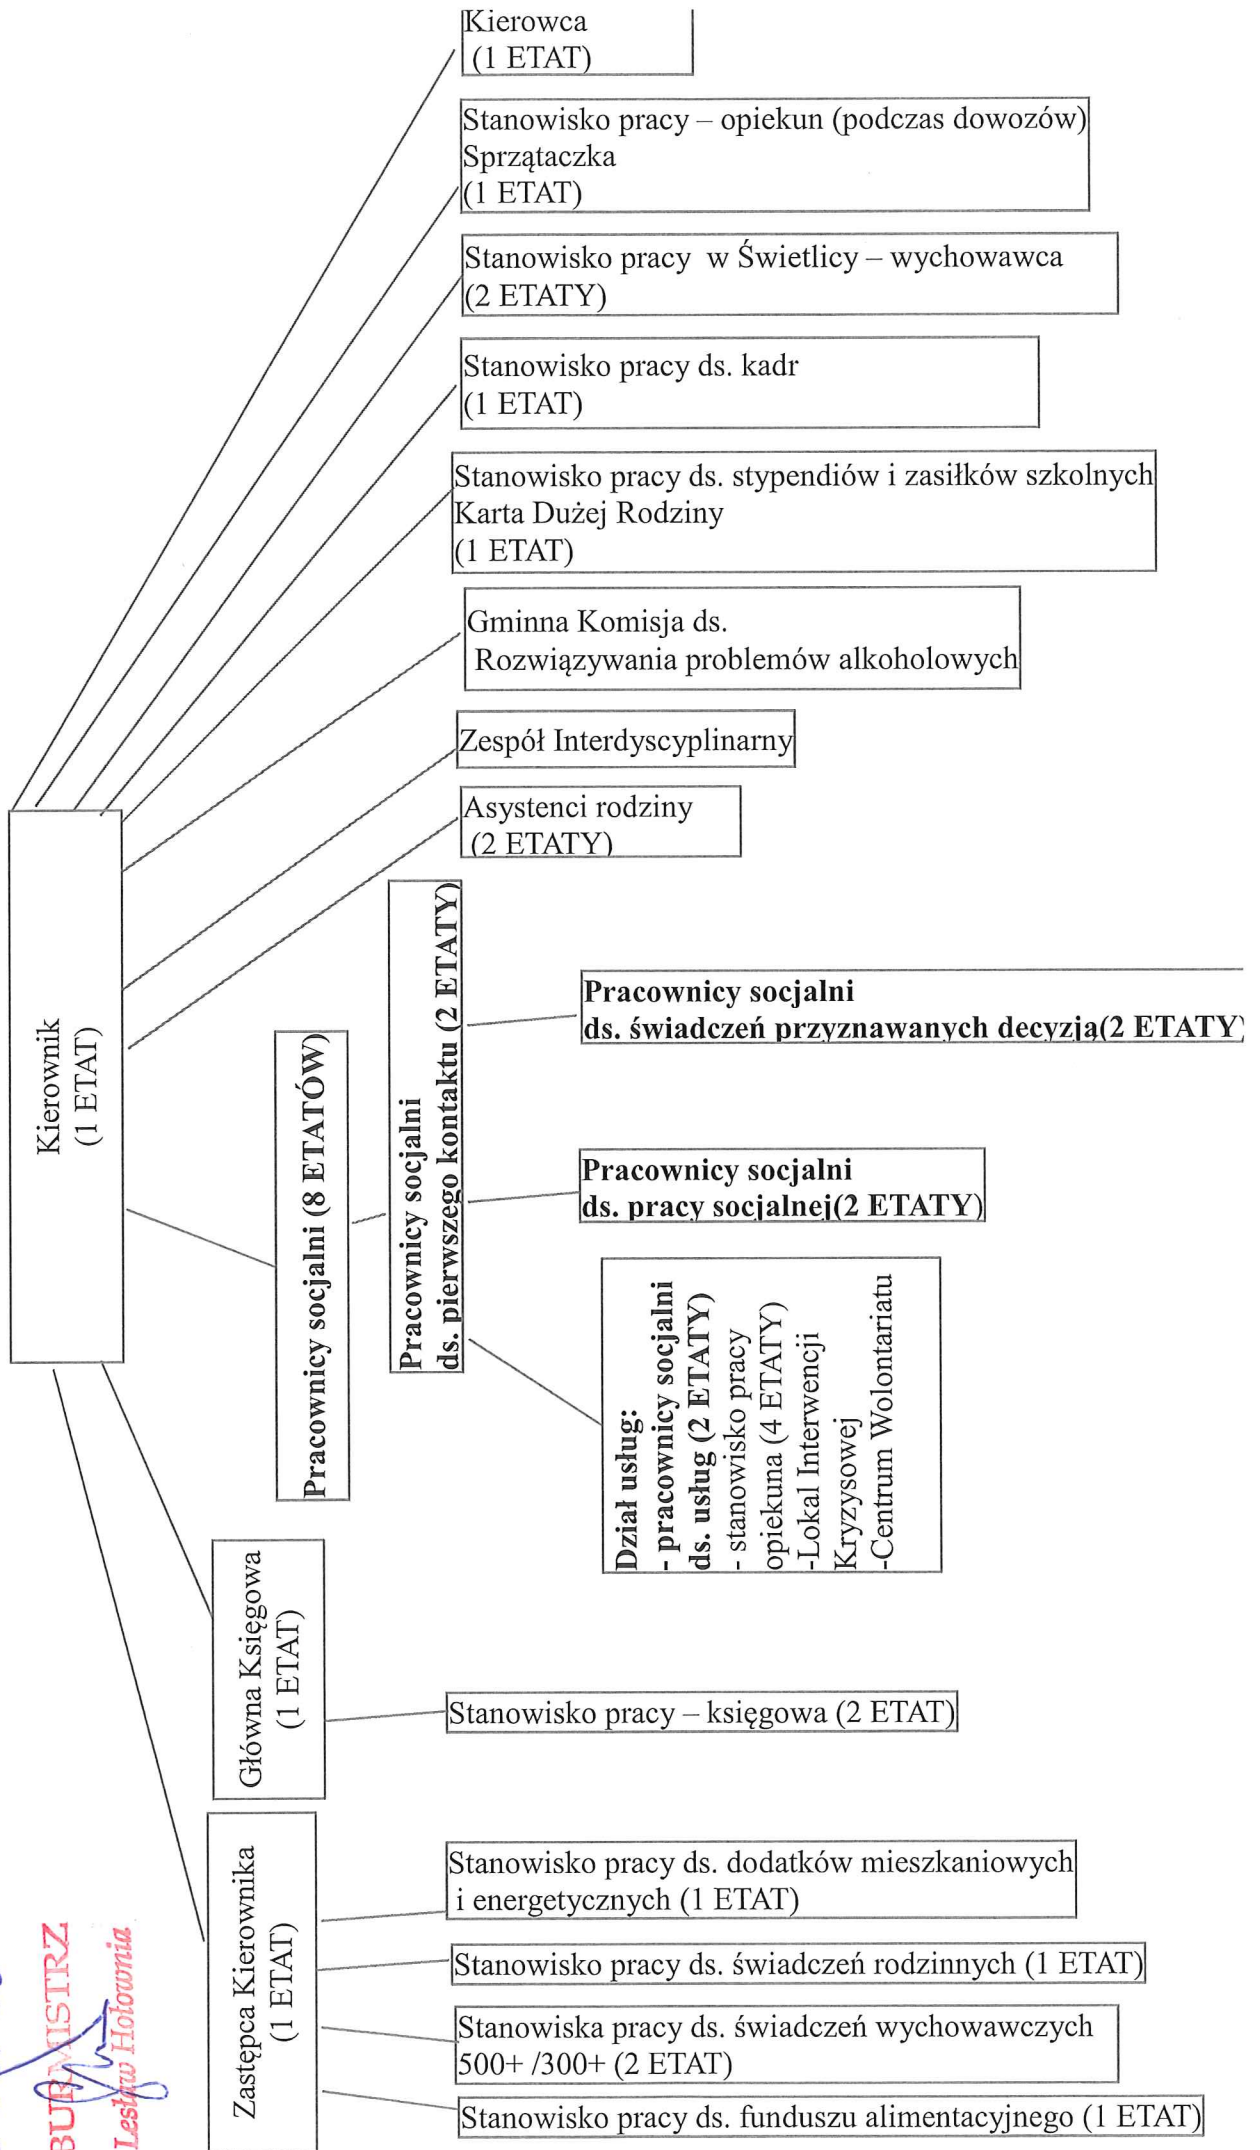 Kierowca
(1 ETAT)
Stanowisko pracy – opiekun (podczas dowozów)
Sprzątaczka
(1 ETAT)
Stanowisko pracy w Świetlicy – wychowawca
(2 ETATY)
Stanowisko pracy ds. kadr
(1 ETAT)
Stanowisko pracy ds. stypendiów i zasiłków szkolnych
Karta Dużej Rodziny
(1 ETAT)
Gminna Komisja ds.
Rozwiązywania problemów alkoholowych
Zespół Interdyscyplinarny
Asystenci rodziny
(2 ETATY)
Kierownik
(1 ETAT)
Pracownicy socjalni (8 ETATÓW)
Pracownicy socjalni
ds. pierwszego kontaktu (2 ETATY)
Pracownicy socjalni
ds. świadczeń przyznawanych decyzją(2 ETATY)
Pracownicy socjalni
ds. pracy socjalnej(2 ETATY)
Dział usług:
- pracownicy socjalni
ds. usług (2 ETATY)
- stanowisko pracy
opiekuna (4 ETATY)
-Lokal Interwencji
Kryzysowej
-Centrum Wolontariatu
Główna Księgowa
(1 ETAT)
Stanowisko pracy – księgowa (2 ETAT)
Zastępca Kierownika
(1 ETAT)
Stanowisko pracy ds. dodatków mieszkaniowych
i energetycznych (1 ETAT)
Stanowisko pracy ds. świadczeń rodzinnych (1 ETAT)
Stanowiska pracy ds. świadczeń wychowawczych
500+ /300+ (2 ETAT)
Stanowisko pracy ds. funduszu alimentacyjnego (1 ETAT)
BURMISTRZ
Lesław Hołownia